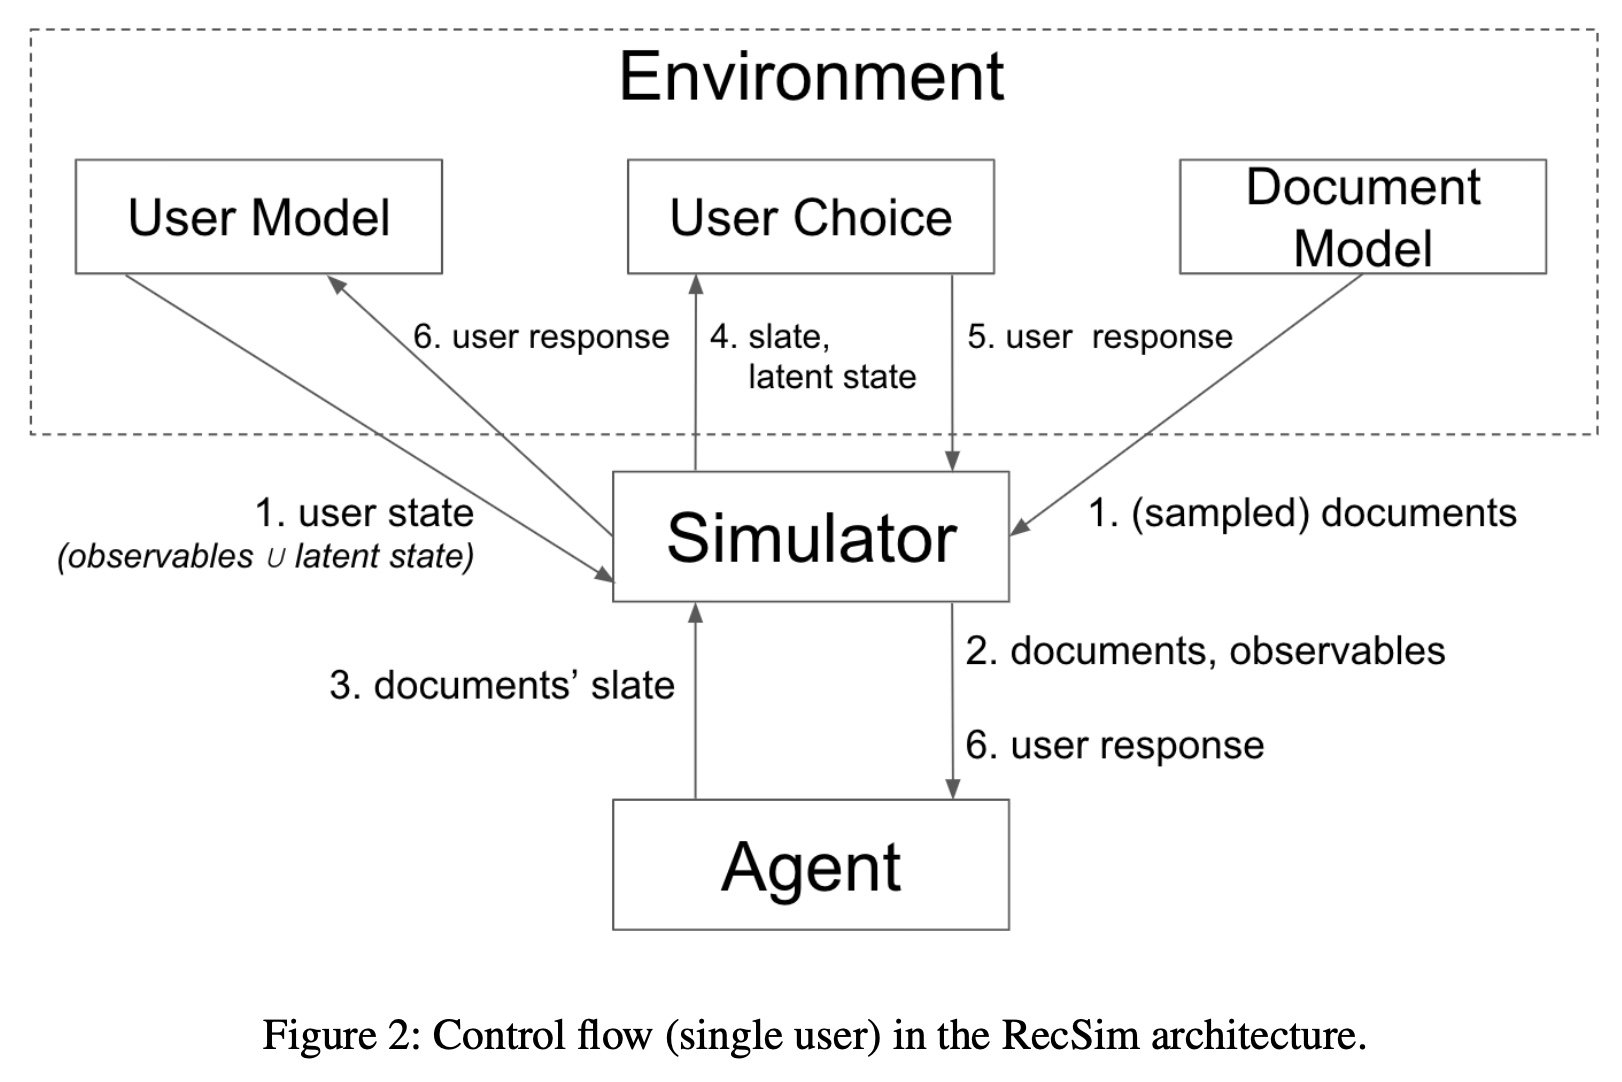 Environment
User Model
User Choice
Document
Model
6. user response
4. slate,
latent state
5. user response
1. user state
(observables ∪ latent state)
Simulator
1. (sampled) documents
2. documents, observables
3. documents’ slate
6. user response
Agent
Figure 2: Control flow (single user) in the RecSim architecture.